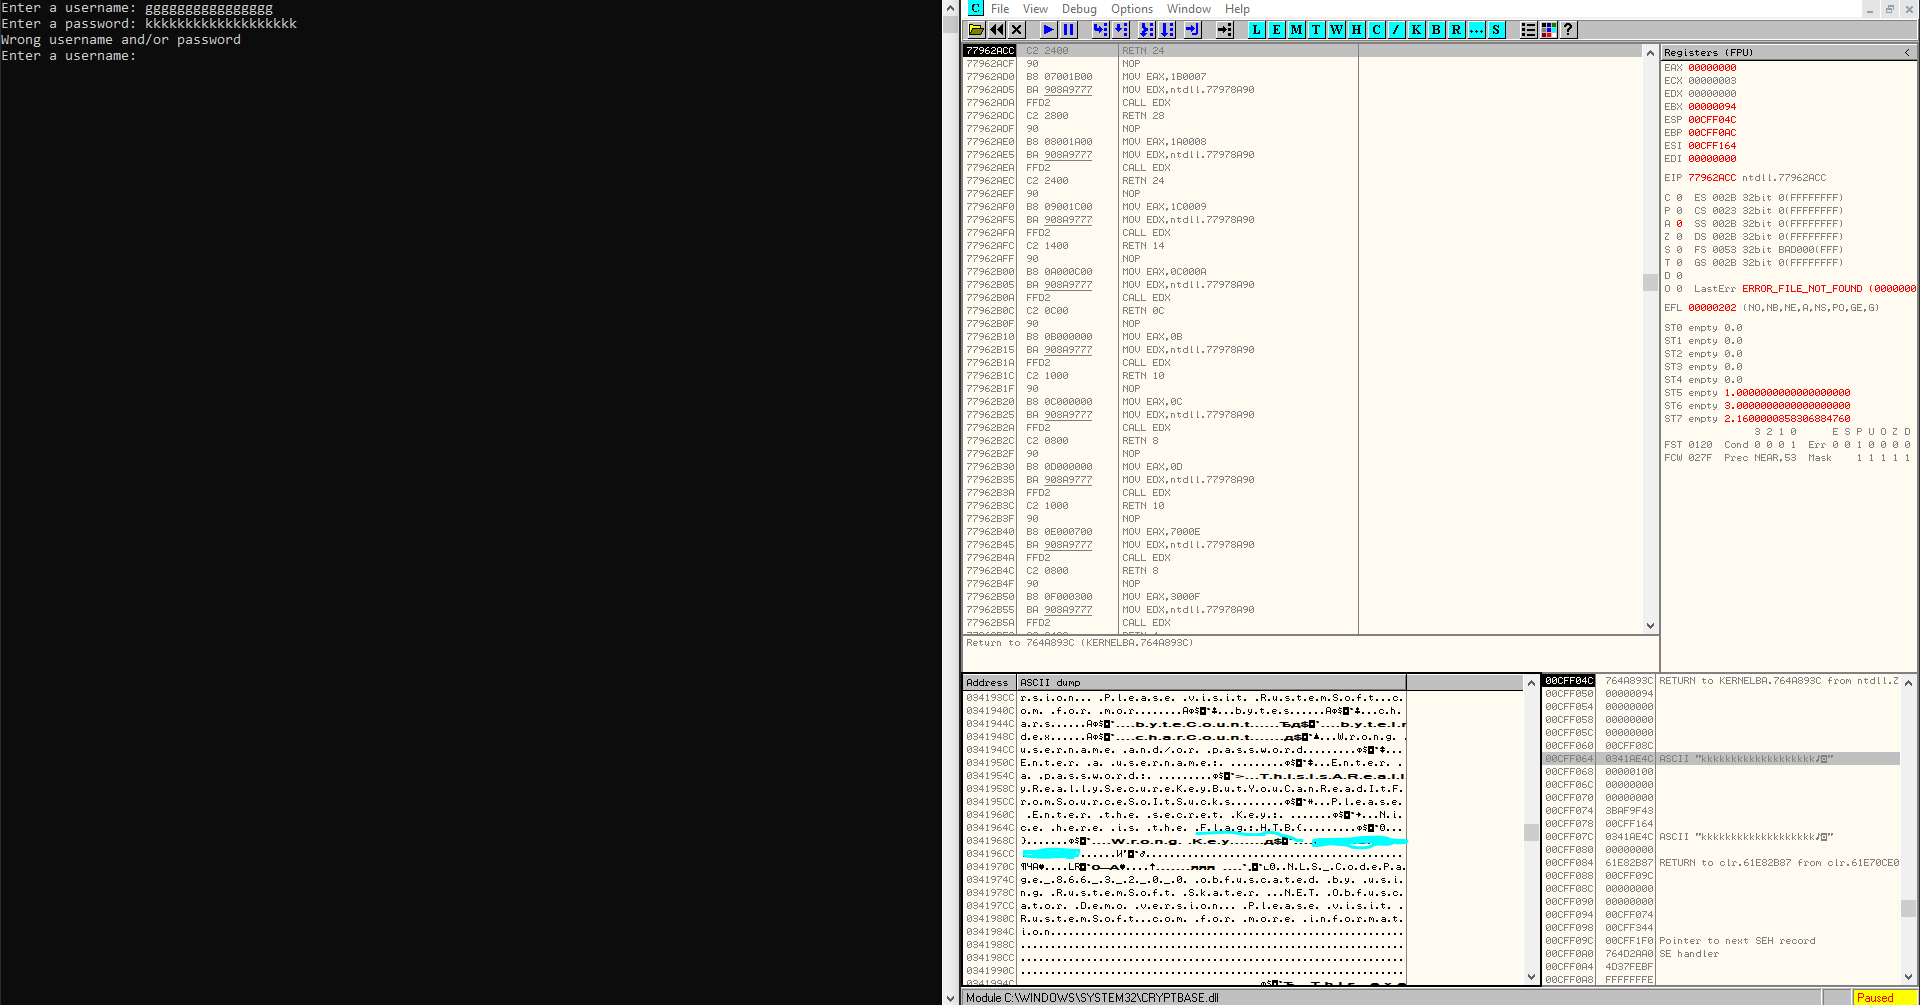 Enter a username: gggggggggggggggg
Enter a password: kkkkkkkkkkkkkkkkkkk
Wrong username and/or password
Enter a username:
C File View Debug Options Window Help
L E M T W H C / K B R ... S ?
77962ACC C2 2400 RETN 24
77962ACF 90 NOP
77962AD0 B8 07001B00 MOV EAX,1B0007
77962AD5 BA 908A9777 MOV EDX,ntdll.77978A90
77962ADA FFD2 CALL EDX
77962ADC C2 2800 RETN 28
77962ADF 90 NOP
77962AE0 B8 08001A00 MOV EAX,1A0008
77962AE5 BA 908A9777 MOV EDX,ntdll.77978A90
77962AEA FFD2 CALL EDX
77962AEC C2 2400 RETN 24
77962AEF 90 NOP
77962AF0 B8 09001C00 MOV EAX,1C0009
77962AF5 BA 908A9777 MOV EDX,ntdll.77978A90
77962AFA FFD2 CALL EDX
77962AFC C2 1400 RETN 14
77962AFF 90 NOP
77962B00 B8 0A000C00 MOV EAX,0C000A
77962B05 BA 908A9777 MOV EDX,ntdll.77978A90
77962B0A FFD2 CALL EDX
77962B0C C2 0C00 RETN 0C
77962B0F 90 NOP
77962B10 B8 0B000000 MOV EAX,0B
77962B15 BA 908A9777 MOV EDX,ntdll.77978A90
77962B1A FFD2 CALL EDX
77962B1C C2 1000 RETN 10
77962B1F 90 NOP
77962B20 B8 0C000000 MOV EAX,0C
77962B25 BA 908A9777 MOV EDX,ntdll.77978A90
77962B2A FFD2 CALL EDX
77962B2C C2 0800 RETN 8
77962B2F 90 NOP
77962B30 B8 0D000000 MOV EAX,0D
77962B35 BA 908A9777 MOV EDX,ntdll.77978A90
77962B3A FFD2 CALL EDX
77962B3C C2 1000 RETN 10
77962B3F 90 NOP
77962B40 B8 0E000700 MOV EAX,7000E
77962B45 BA 908A9777 MOV EDX,ntdll.77978A90
77962B4A FFD2 CALL EDX
77962B4C C2 0800 RETN 8
77962B4F 90 NOP
77962B50 B8 0F000300 MOV EAX,3000F
77962B55 BA 908A9777 MOV EDX,ntdll.77978A90
77962B5A FFD2 CALL EDX
Return to 764A893C (KERNELBA.764A893C)
Registers (FPU) <
EAX 00000000
ECX 00000003
EDX 00000000
EBX 00000094
ESP 00CFF04C
EBP 00CFF0AC
ESI 00CFF164
EDI 00000000
EIP 77962ACC ntdll.77962ACC
C 0 ES 002B 32bit 0(FFFFFFFF)
P 0 CS 0023 32bit 0(FFFFFFFF)
A 0 SS 002B 32bit 0(FFFFFFFF)
Z 0 DS 002B 32bit 0(FFFFFFFF)
S 0 FS 0053 32bit BAD000(FFF)
T 0 GS 002B 32bit 0(FFFFFFFF)
D 0
O 0 LastErr ERROR_FILE_NOT_FOUND (0000000
EFL 00000202 (NO,NB,NE,A,NS,PO,GE,G)
ST0 empty 0.0
ST1 empty 0.0
ST2 empty 0.0
ST3 empty 0.0
ST4 empty 0.0
ST5 empty 1.0000000000000000000
ST6 empty 3.0000000000000000000
ST7 empty 2.1600000858306884760
3 2 1 0 E S P U O Z D
FST 0120 Cond 0 0 0 1 Err 0 0 1 0 0 0 0
FCW 027F Prec NEAR,53 Mask 1 1 1 1 1
Address ASCII dump
034193CC r.s.i.o.n... .P.l.e.a.s.e. .v.i.s.i.t. .R.u.s.t.e.m.S.o.f.t...c.
0341940C o.m. .f.o.r. .m.o.r
0341944C a.r.s
0341948C d.e.x
034194CC u.s.e.r.n.a.m.e. .a.n.d./.o.r. .p.a.s.s.w.o.r.d
0341950C E.n.t.e.r. .a. .u.s.e.r.n.a.m.e.:.
0341954C a. .p.a.s.s.w.o.r.d.:.
0341958C y.R.e.a.l.l.y.S.e.c.u.r.e.K.e.y.B.u.t.Y.o.u.C.a.n.R.e.a.d.I.t.F.
034195CC r.o.m.S.o.u.r.c.e.S.o.I.t.S.u.c.k.s
0341960C .E.n.t.e.r. .t.h.e. .s.e.c.r.e.t. .K.e.y.:
0341964C c.e. .h.e.r.e. .i.s. .t.h.e. .F.l.a.g.:.H.T.B.{
0341968C W.r.o.n.g. .K.e.y
034196CC
0341970C N.L.S._.C.o.d.e.P.a.
0341974C g.e._.8.6.6._.3._.2._.0._.0. .o.b.f.u.s.c.a.t.e.d. .b.y. .u.s.i.
0341978C n.g. .R.u.s.t.e.m.S.o.f.t. .S.k.a.t.e.r. ..N.E.T. .O.b.f.u.s.c.
034197CC a.t.o.r. .D.e.m.o. .v.e.r.s.i.o.n... .P.l.e.a.s.e. .v.i.s.i.t. .
0341980C R.u.s.t.e.m.S.o.f.t...c.o.m. .f.o.r. .m.o.r.e. .i.n.f.o.r.m.a.t.
0341984C i.o.n
0341988C
034198CC
0341990C
0341994C
00CFF04C 764A893C RETURN to KERNELBA.764A893C from ntdll.Z
00CFF050 00000094
00CFF054 00000000
00CFF058 00000000
00CFF05C 00000000
00CFF060 00CFF08C
00CFF064 0341AE4C ASCII "kkkkkkkkkkkkkkkkkkk
00CFF068 00000100
00CFF06C 00000000
00CFF070 00000000
00CFF074 3BAF9F43
00CFF078 00CFF164
00CFF07C 0341AE4C ASCII "kkkkkkkkkkkkkkkkkkk
00CFF080 00000000
00CFF084 61E82B87 RETURN to clr.61E82B87 from clr.61E70CE0
00CFF088 00CFF09C
00CFF08C 00000000
00CFF090 00000000
00CFF094 00CFF074
00CFF098 00CFF344
00CFF09C 00CFF1F0 Pointer to next SEH record
00CFF0A0 764D2AA0 SE handler
00CFF0A4 4D37FEBF
00CFF0A8 FFFFFFFE
Module C:\WINDOWS\SYSTEM32\CRYPTBASE.dll
Paused